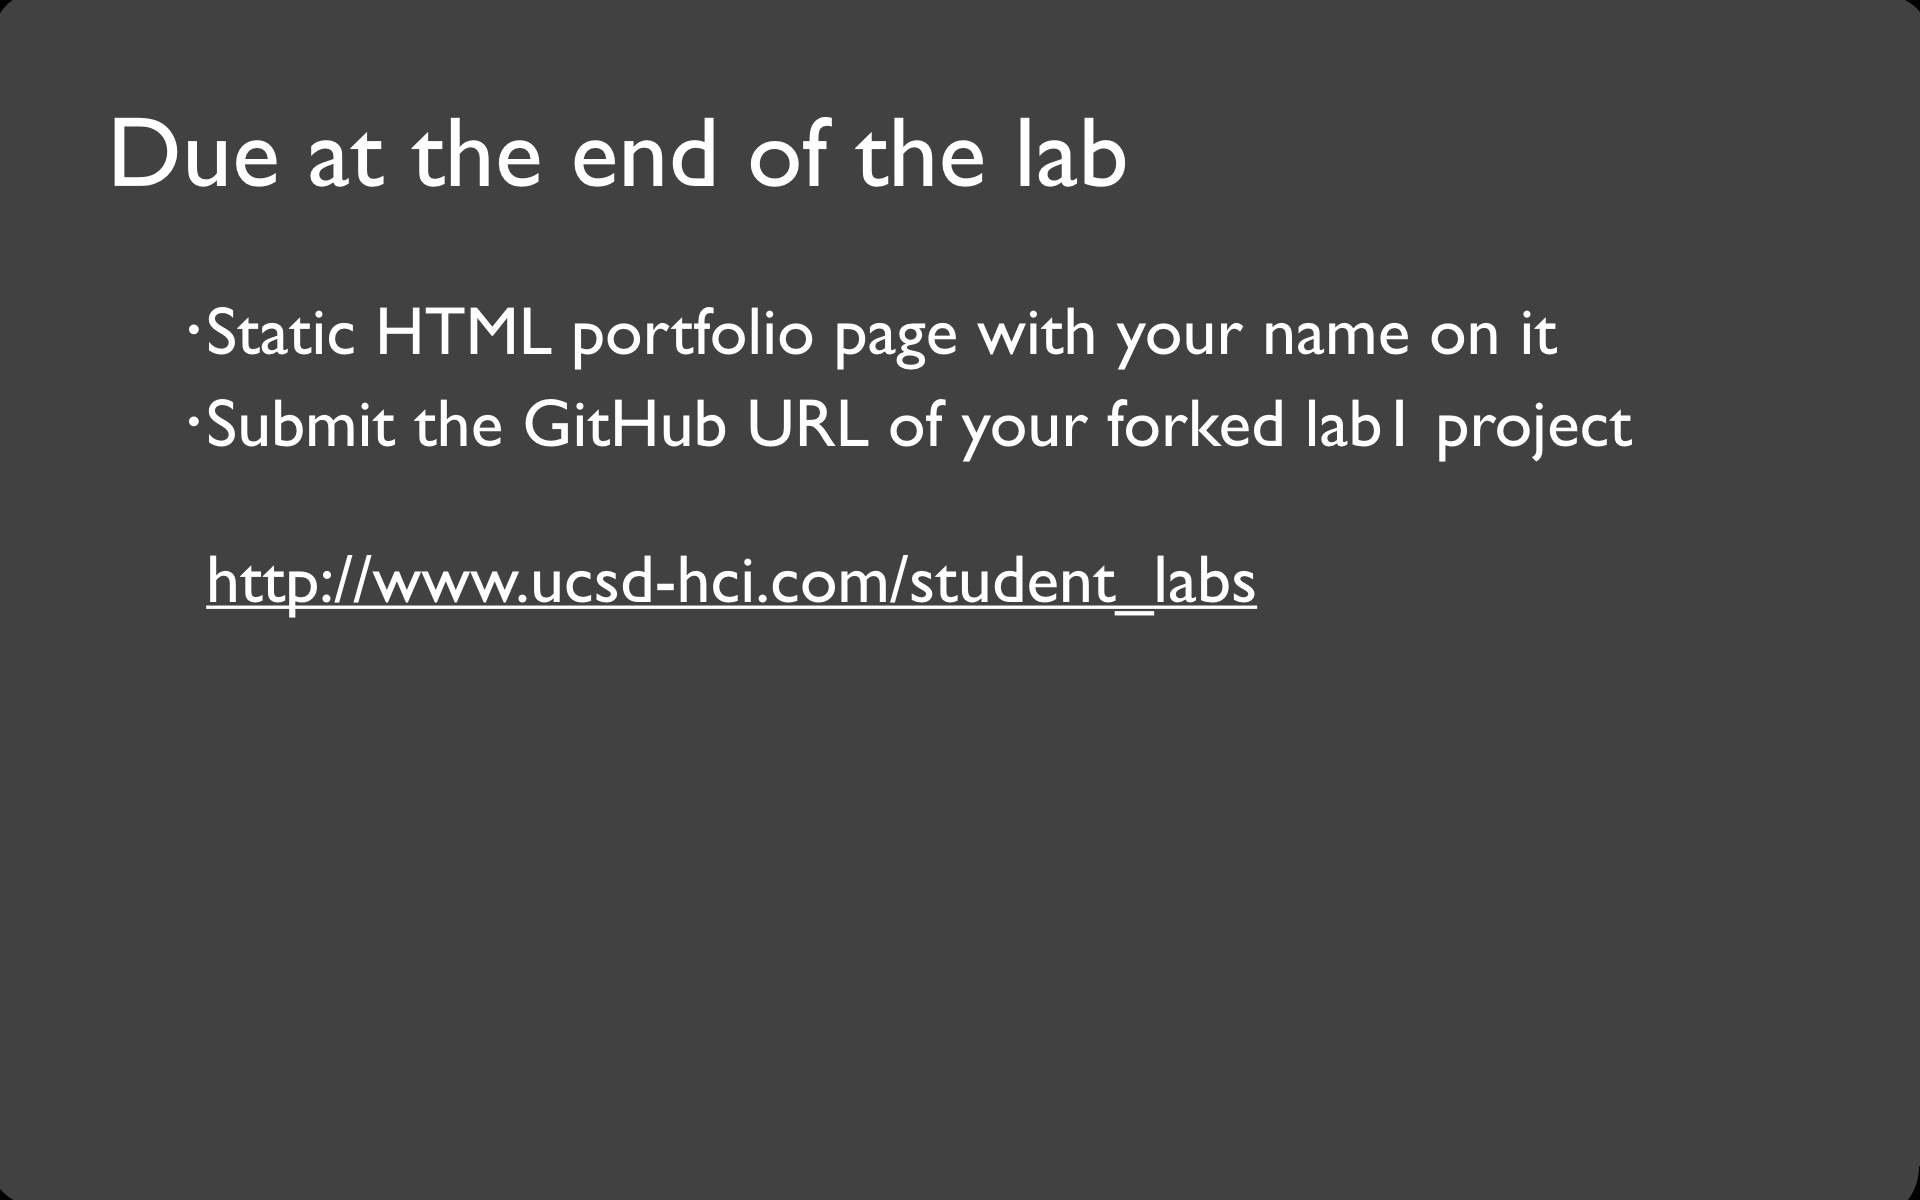 Due at the end of the lab
·Static HTML portfolio page with your name on it
·Submit the GitHub URL of your forked lab1 project
http://www.ucsd-hci.com/student_labs